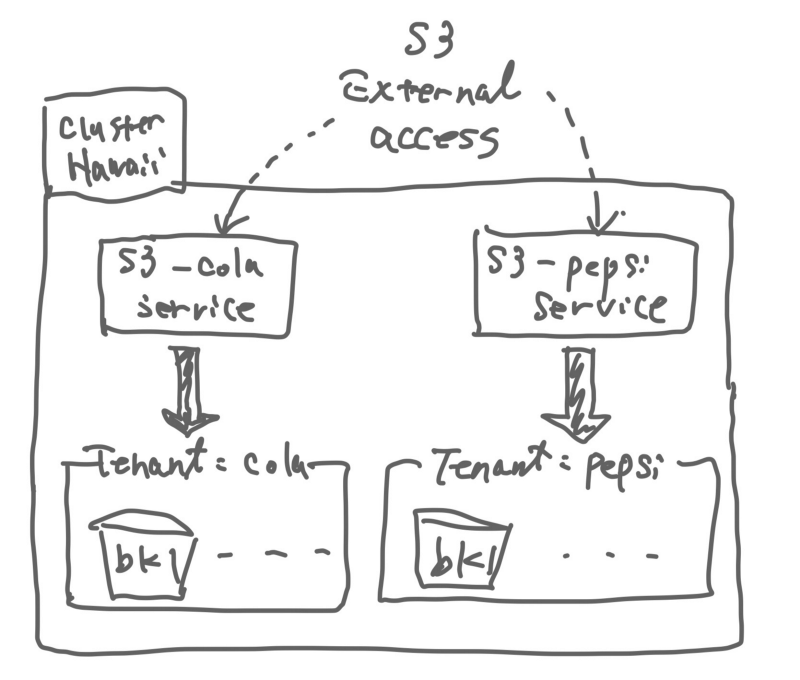 S3
External
access
Cluster
Hawaii
S3-cola
service
S3-pepsi
Service
Tenant = cola
Tenant = pepsi
bk1
bk1